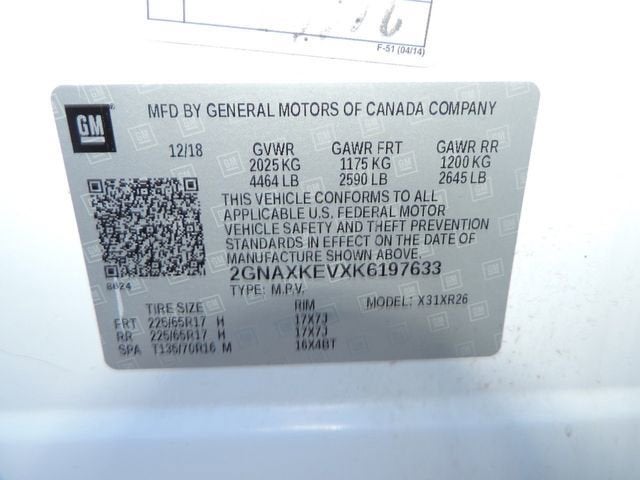 F-51 (04/14)
GM
MFD BY GENERAL MOTORS OF CANADA COMPANY
12/18 GVWR GAWR FRT GAWR RR
2025 KG 1175 KG 1200 KG
4464 LB 2590 LB 2645 LB
THIS VEHICLE CONFORMS TO ALL
APPLICABLE U.S. FEDERAL MOTOR
VEHICLE SAFETY AND THEFT PREVENTION
STANDARDS IN EFFECT ON THE DATE OF
MANUFACTURE SHOWN ABOVE.
2GNAXKEVXK6197633
8624 TYPE: M.P.V. MODEL: X31XR26
TIRE SIZE RIM
FRT 225/65R17 H 17X7J
RR 225/65R17 H 17X7J
SPA T135/70R16 M 16X4BT